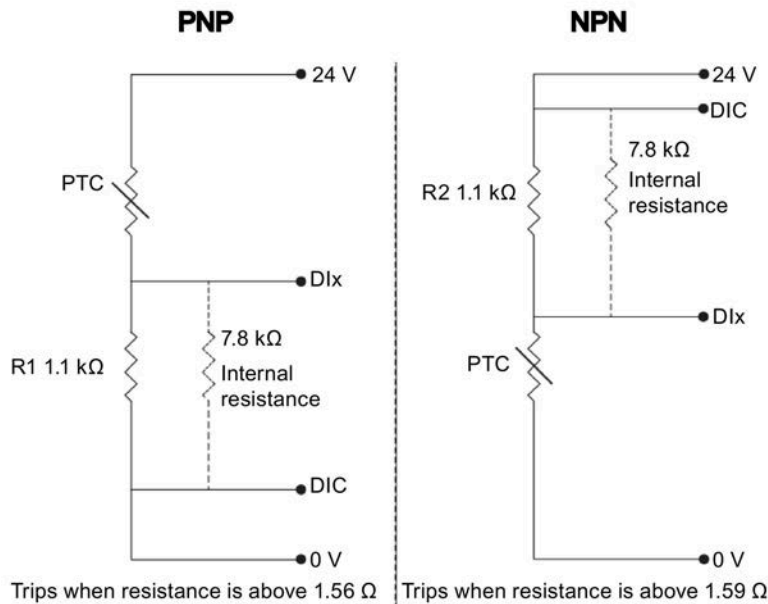 PNP
24 V
PTC
DIx
7.8 kΩ
R1 1.1 kΩ
Internal
resistance
DIC
0 V
Trips when resistance is above 1.56 Ω
NPN
24 V
DIC
7.8 kΩ
R2 1.1 kΩ
Internal
resistance
DIx
PTC
0 V
Trips when resistance is above 1.59 Ω